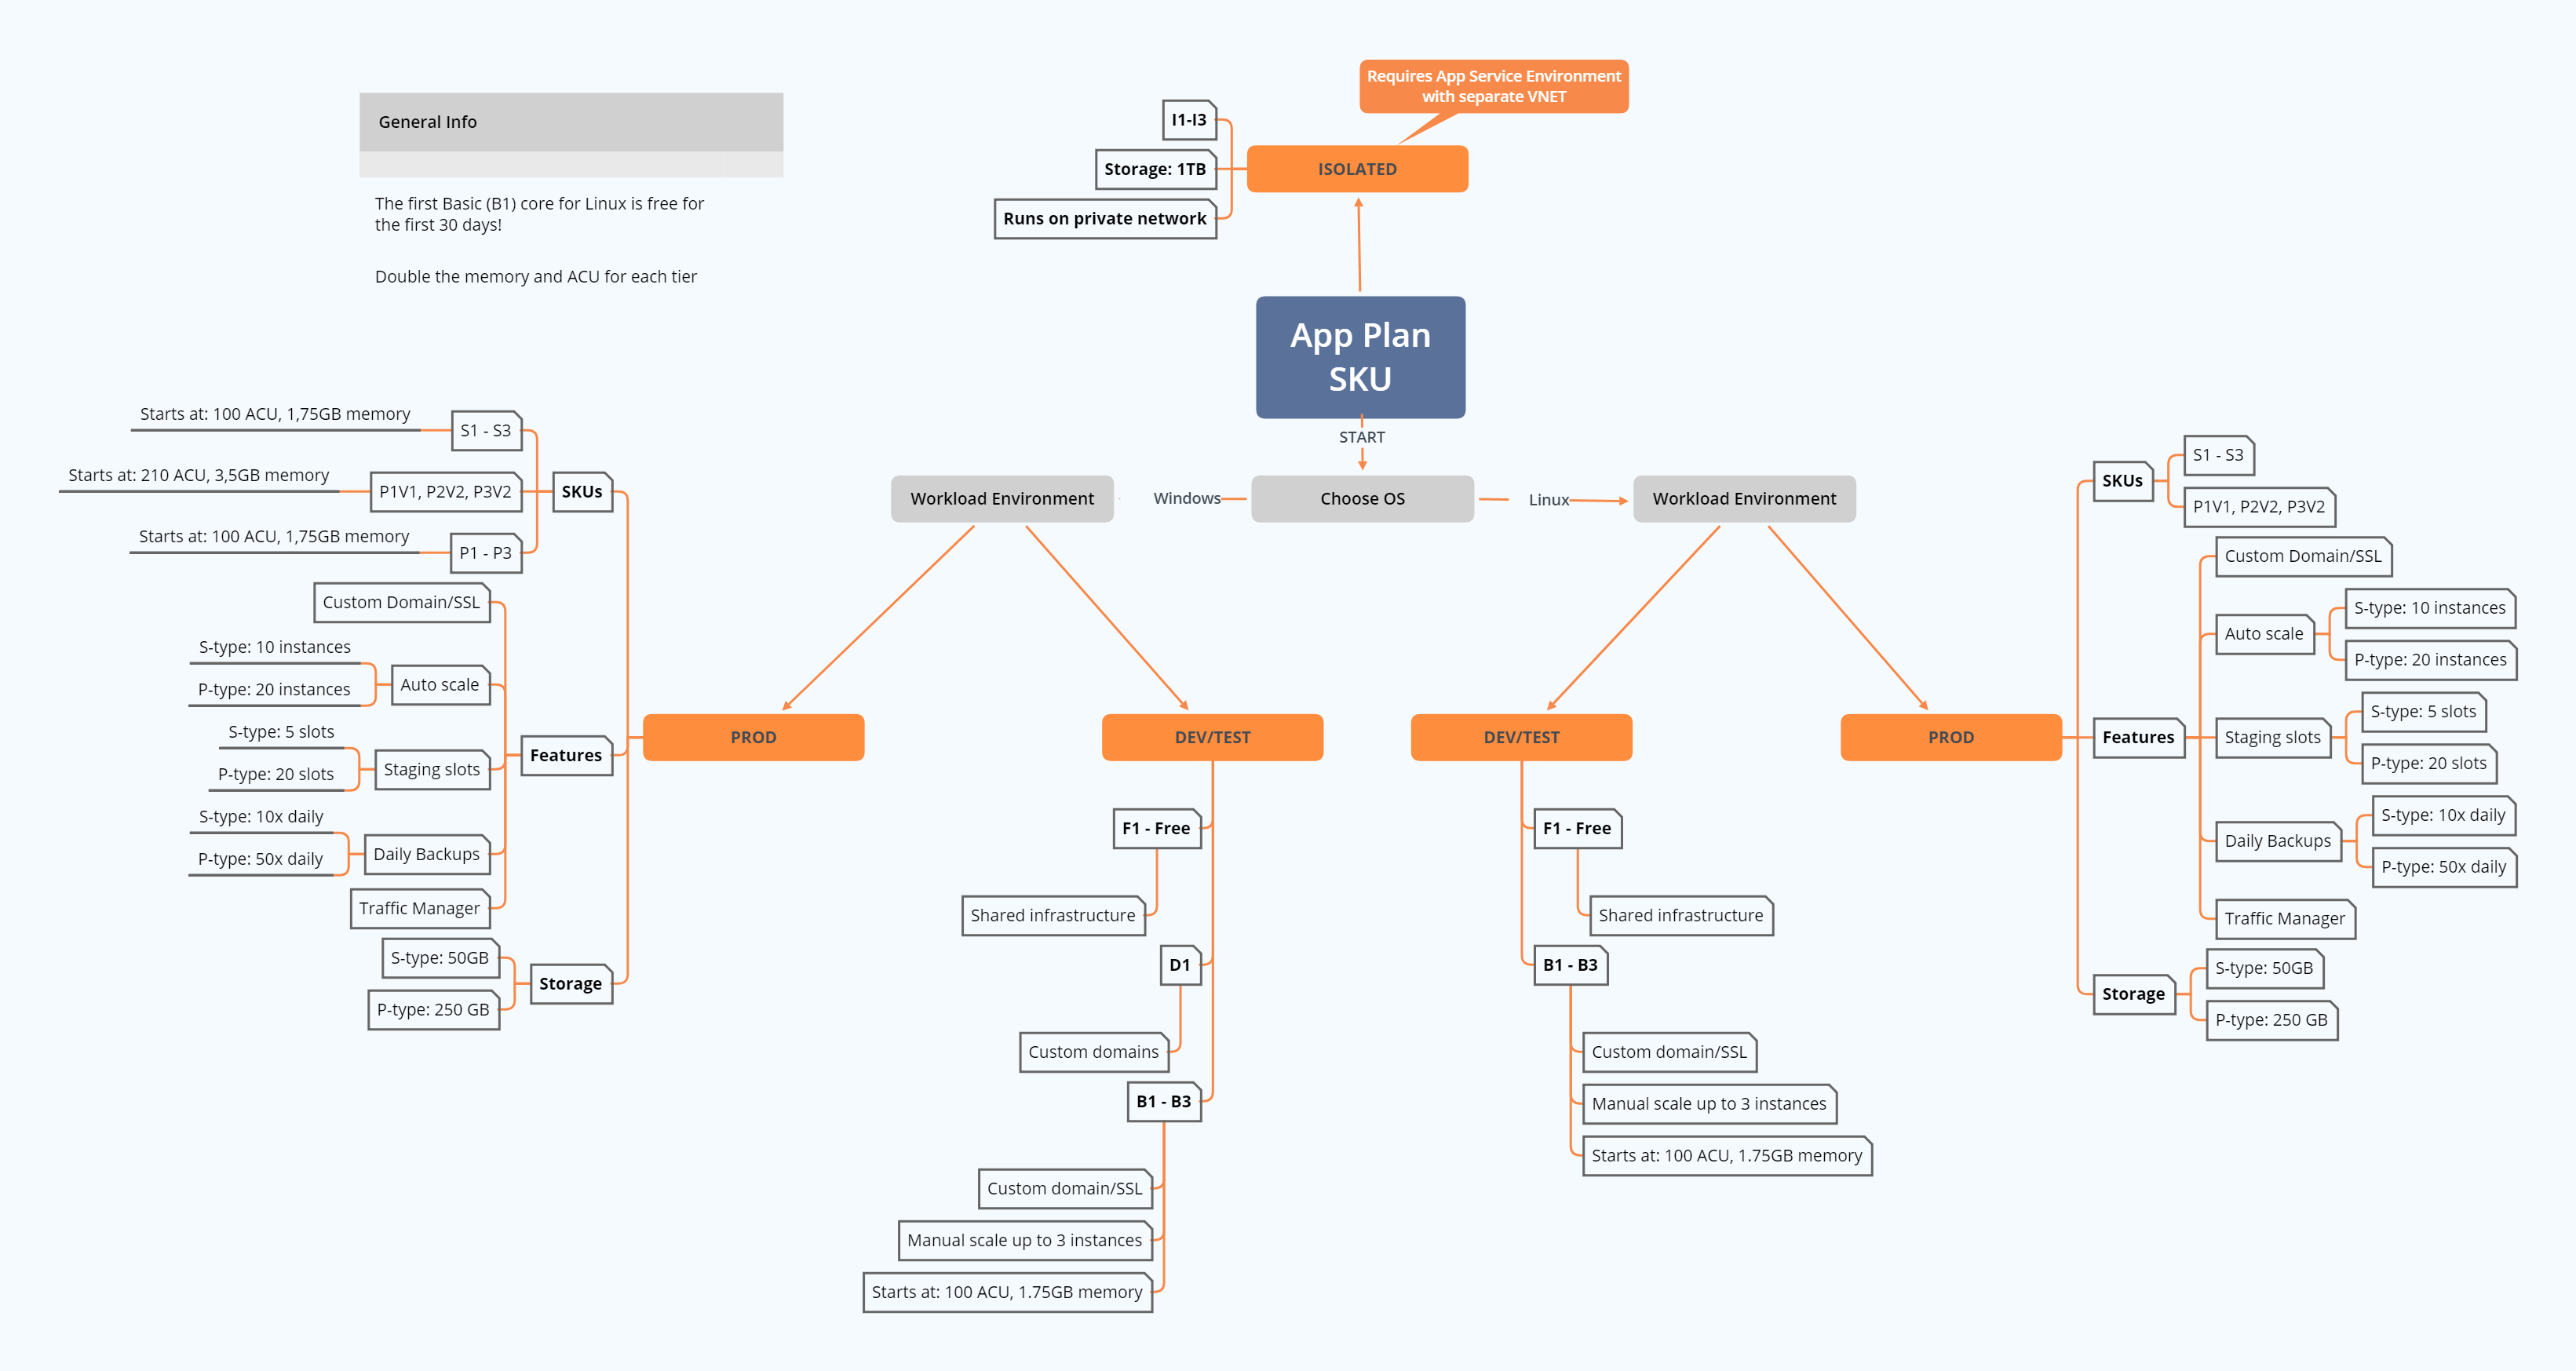 Requires App Service Environment
with separate VNET
General Info
I1-I3
Storage: 1TB
ISOLATED
Runs on private network
The first Basic (B1) core for Linux is free for
the first 30 days!
Double the memory and ACU for each tier
App Plan
SKU
START
Workload Environment
Windows
Choose OS
Linux
Workload Environment
Starts at: 100 ACU, 1,75GB memory
S1 - S3
Starts at: 210 ACU, 3,5GB memory
P1V1, P2V2, P3V2
SKUs
Starts at: 100 ACU, 1,75GB memory
P1 - P3
Custom Domain/SSL
S-type: 10 instances
P-type: 20 instances
Auto scale
S-type: 5 slots
P-type: 20 slots
Staging slots
Features
S-type: 10x daily
P-type: 50x daily
Daily Backups
Traffic Manager
S-type: 50GB
P-type: 250 GB
Storage
PROD
DEV/TEST
F1 - Free
Shared infrastructure
D1
Custom domains
B1 - B3
Custom domain/SSL
Manual scale up to 3 instances
Starts at: 100 ACU, 1.75GB memory
DEV/TEST
F1 - Free
Shared infrastructure
B1 - B3
Custom domain/SSL
Manual scale up to 3 instances
Starts at: 100 ACU, 1.75GB memory
PROD
SKUs
S1 - S3
P1V1, P2V2, P3V2
Features
Custom Domain/SSL
Auto scale
S-type: 10 instances
P-type: 20 instances
Staging slots
S-type: 5 slots
P-type: 20 slots
Daily Backups
S-type: 10x daily
P-type: 50x daily
Traffic Manager
Storage
S-type: 50GB
P-type: 250 GB